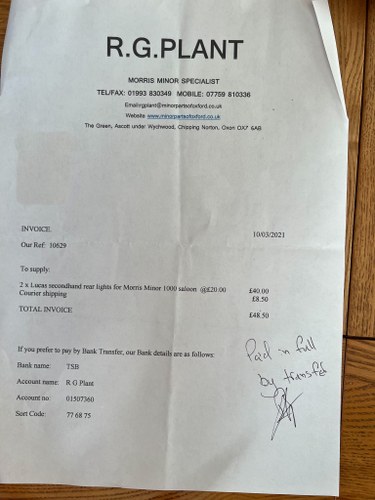 R.G.PLANT
MORRIS MINOR SPECIALIST
TEL/FAX: 01993 830349 MOBILE: 07759 810336
Email rgplant@minorpartsofoxford.co.uk
Website www.minorpartsofoxford.co.uk
The Green, Ascott under Wychwood, Chipping Norton, Oxon OX7 6AB
INVOICE. 10/03/2021
Our Ref: 10629
To supply:
2 x Lucas secondhand rear lights for Morris Minor 1000 saloon @£20.00 £40.00
Courier shipping £8.50
TOTAL INVOICE £48.50
If you prefer to pay by Bank Transfer, our Bank details are as follows:
Bank name: TSB
Account name: R G Plant
Account no 01507360
Sort Code: 77 68 75
Paid in full
by transfer